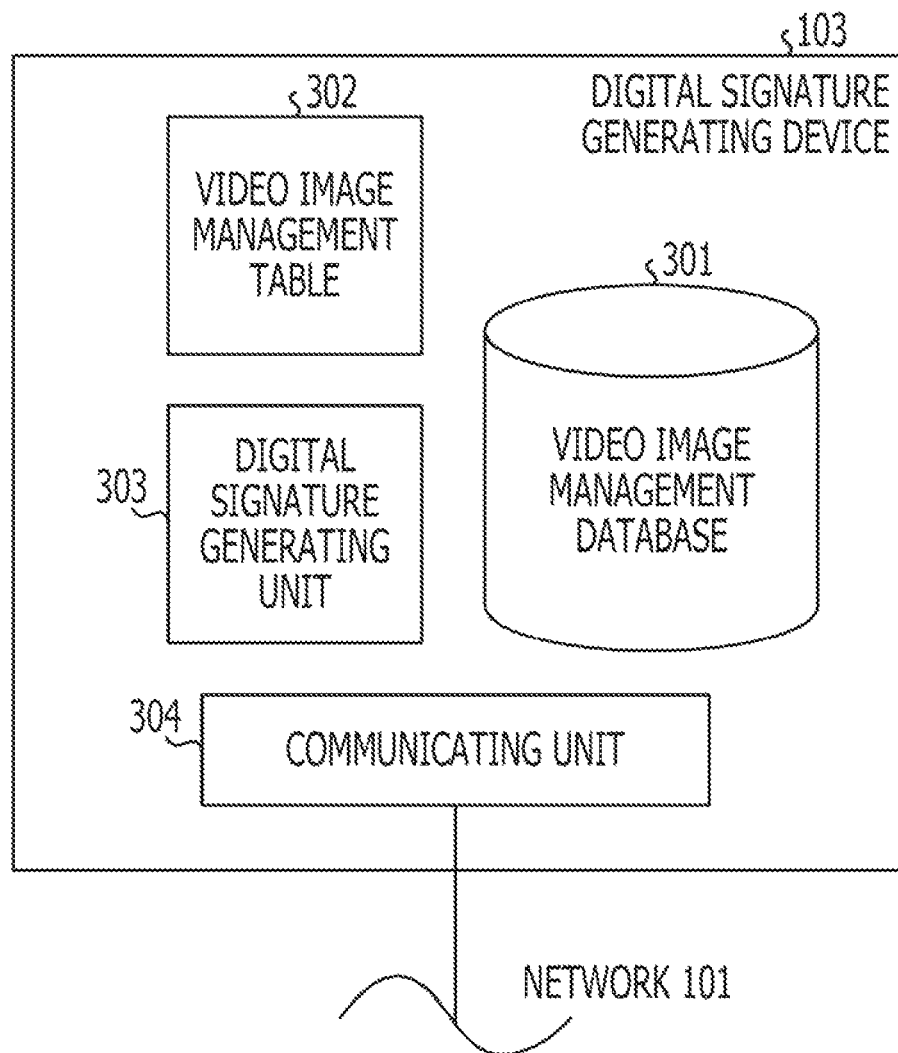 103
DIGITAL SIGNATURE
GENERATING DEVICE
302
VIDEO IMAGE
MANAGEMENT
TABLE
301
VIDEO IMAGE
MANAGEMENT
DATABASE
303
DIGITAL
SIGNATURE
GENERATING
UNIT
304
COMMUNICATING UNIT
NETWORK 101